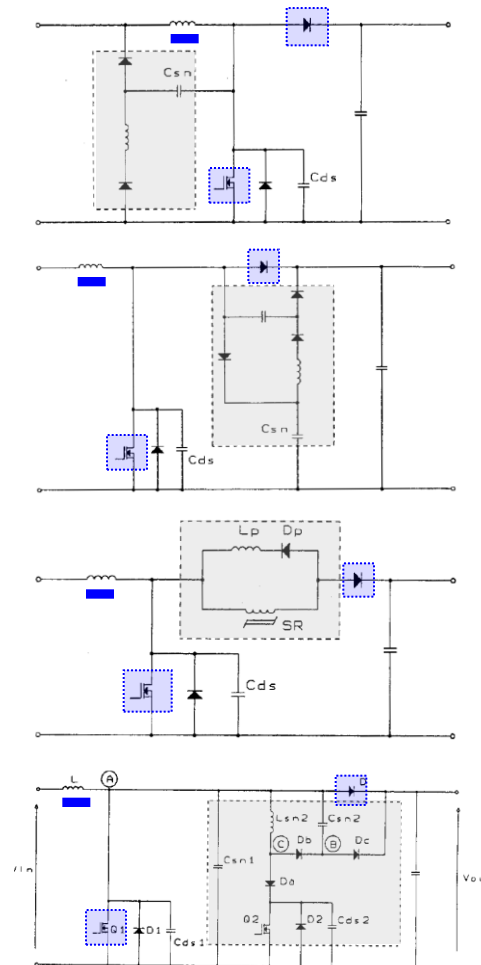 Csn
Cds
Csn
Cds
Lp Dp
SR
Cds
L A D
Lsn2 Csn2
C Db B Dc
Csn1
Da
Q1 D1 Cds1
Q2 D2 Cds2